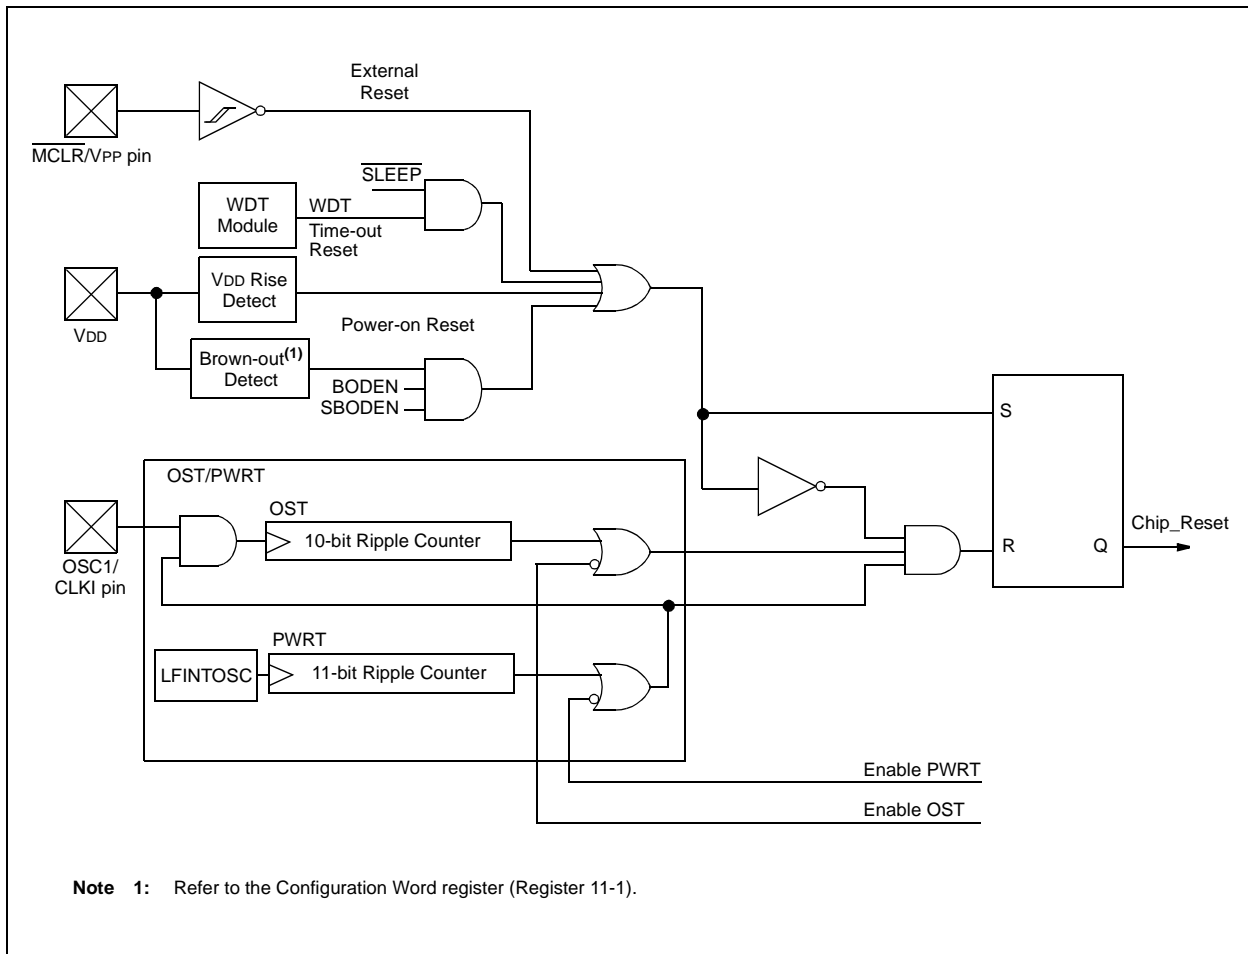 External
Reset
MCLR/VPP pin
SLEEP
WDT
Module
WDT
Time-out
Reset
VDD
VDD Rise
Detect
Power-on Reset
Brown-out(1)
Detect
BODEN
SBODEN
S
R
Q
Chip_Reset
OST/PWRT
OSC1/
CLKI pin
OST
10-bit Ripple Counter
PWRT
LFINTOSC
11-bit Ripple Counter
Enable PWRT
Enable OST
Note 1: Refer to the Configuration Word register (Register 11-1).